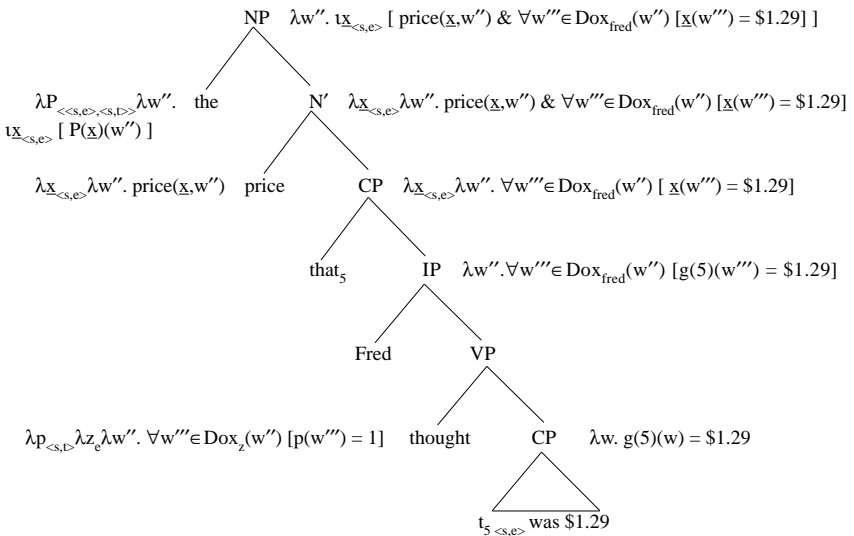 NP λw″. ιx̲<s,e> [ price(x̲,w″) & ∀w‴∈Doxfred(w″) [x̲(w‴) = $1.29] ]
λP<<s,e>,<s,t>>λw″. the N′ λx̲<s,e>λw″. price(x̲,w″) & ∀w‴∈Doxfred(w″) [x̲(w‴) = $1.29]
ιx̲<s,e> [ P(x̲)(w″) ]
λx̲<s,e>λw″. price(x̲,w″) price CP λx̲<s,e>λw″. ∀w‴∈Doxfred(w″) [ x̲(w‴) = $1.29]
that5 IP λw″.∀w‴∈Doxfred(w″) [g(5)(w‴) = $1.29]
Fred VP
λp<s,t>λzeλw″. ∀w‴∈Doxz(w″) [p(w‴) = 1] thought CP λw. g(5)(w) = $1.29
t5 <s,e> was $1.29